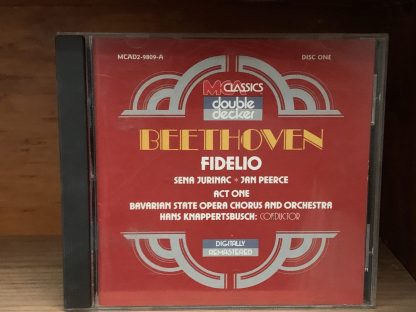 MCAD2-9809-A DISC ONE
MCA CLASSICS
double
decker
BEETHOVEN
FIDELIO
SENA JURINAC * JAN PEERCE
ACT ONE
BAVARIAN STATE OPERA CHORUS AND ORCHESTRA
HANS KNAPPERTSBUSCH: CONDUCTOR
DIGITALLY
REMASTERED